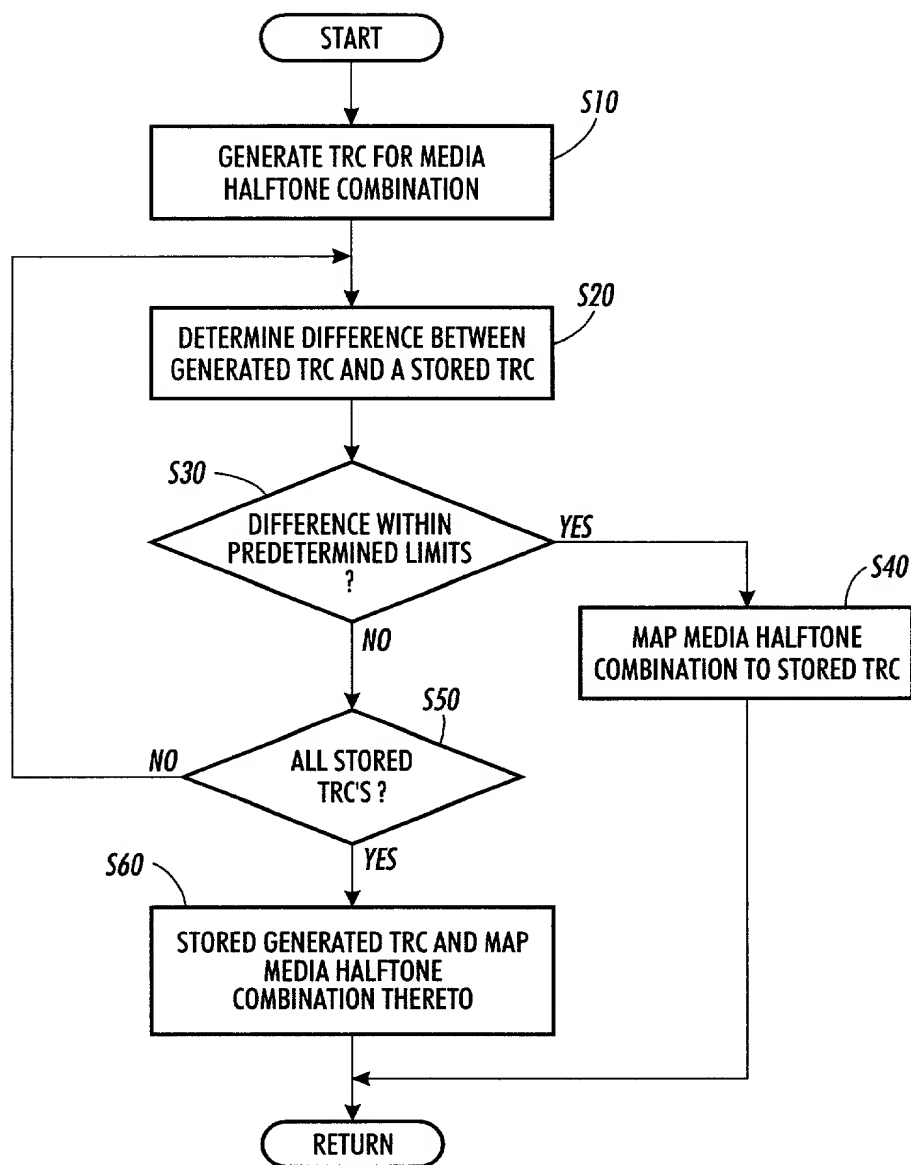 START
S10
GENERATE TRC FOR MEDIA
HALFTONE COMBINATION
S20
DETERMINE DIFFERENCE BETWEEN
GENERATED TRC AND A STORED TRC
S30
DIFFERENCE WITHIN
PREDETERMINED LIMITS
?
YES
S40
MAP MEDIA HALFTONE
COMBINATION TO STORED TRC
NO
S50
ALL STORED
TRC'S ?
NO
YES
S60
STORED GENERATED TRC AND MAP
MEDIA HALFTONE
COMBINATION THERETO
RETURN